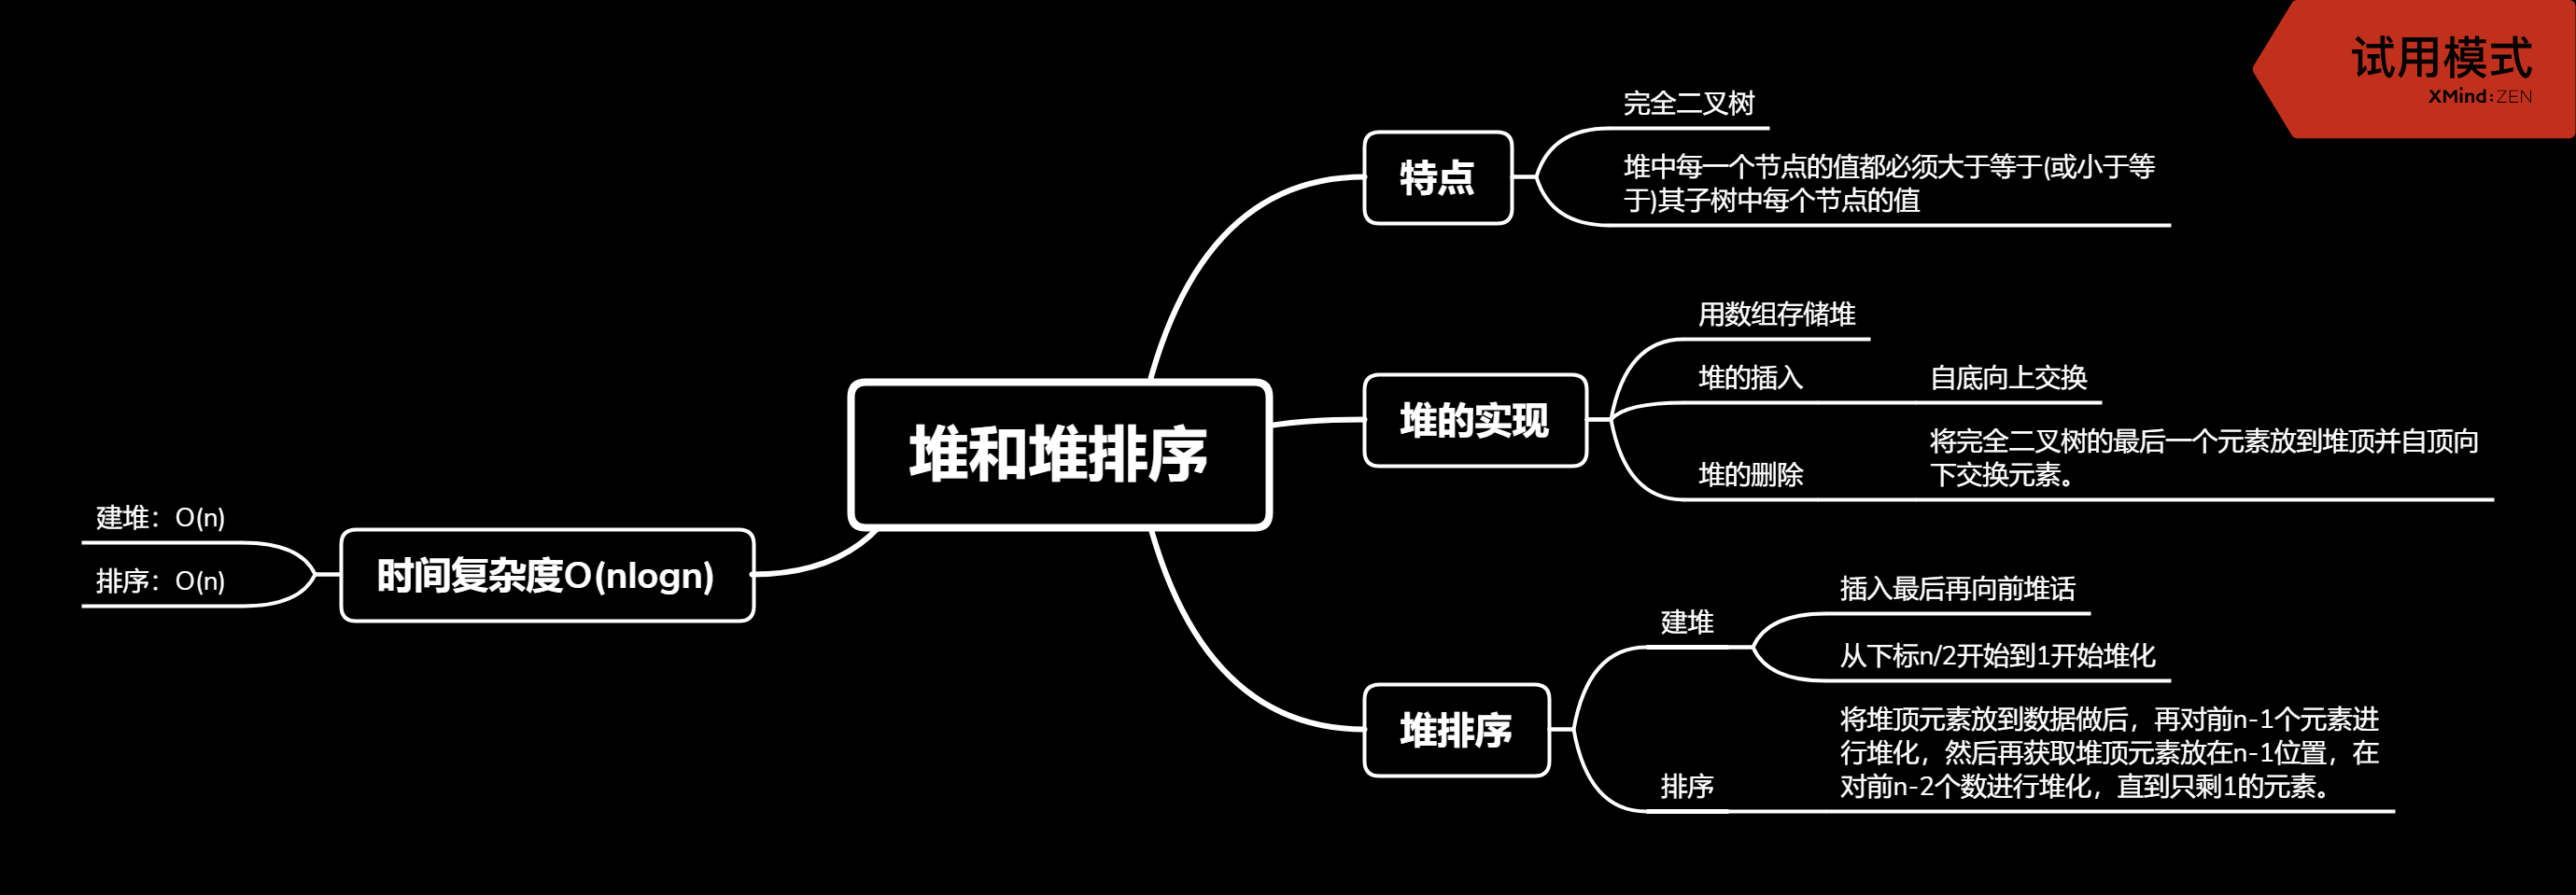 试用模式
XMind:ZEN
堆和堆排序
特点
完全二叉树
堆中每一个节点的值都必须大于等于(或小于等
于)其子树中每个节点的值
堆的实现
用数组存储堆
堆的插入
自底向上交换
堆的删除
将完全二叉树的最后一个元素放到堆顶并自顶向
下交换元素。
堆排序
建堆
插入最后再向前堆话
从下标n/2开始到1开始堆化
排序
将堆顶元素放到数据做后，再对前n-1个元素进
行堆化，然后再获取堆顶元素放在n-1位置，在
对前n-2个数进行堆化，直到只剩1的元素。
时间复杂度O(nlogn)
建堆：O(n)
排序：O(n)